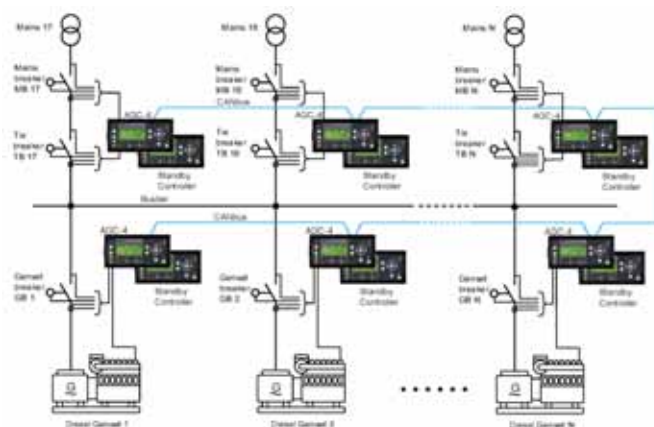 Mains 17
Mains 18
Mains N
Mains
breaker
MB 17
Mains
breaker
MB 18
Mains
breaker
MB N
AGC-4
CANbus
AGC-4
AGC-4
Tie
breaker
TB 17
Tie
breaker
TB 18
Tie
breaker
TB N
Standby
Controller
Standby
Controller
Standby
Controller
Busbar
CANbus
AGC-4
AGC-4
AGC-4
Genset
breaker
GB 1
Genset
breaker
GB 2
Genset
breaker
GB N
Standby
Controller
Standby
Controller
Standby
Controller
Diesel Genset 1
Diesel Genset 2
Diesel Genset N